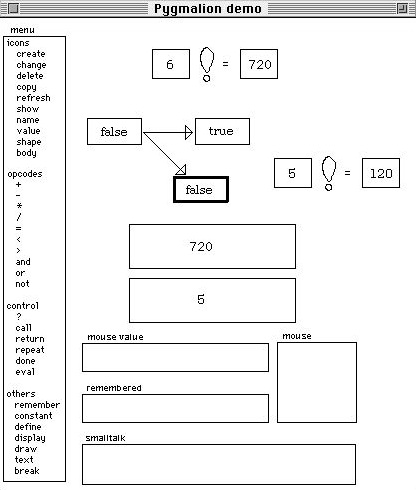 Pygmalion demo
menu
icons
create
change
delete
copy
refresh
show
name
value
shape
body
opcodes
+
-
*
/
=
<
>
and
or
not
control
?
call
return
repeat
done
eval
others
remember
constant
define
display
draw
text
break
6 ! = 720
false true
false
5 ! = 120
720
5
mouse value
mouse
remembered
smalltalk